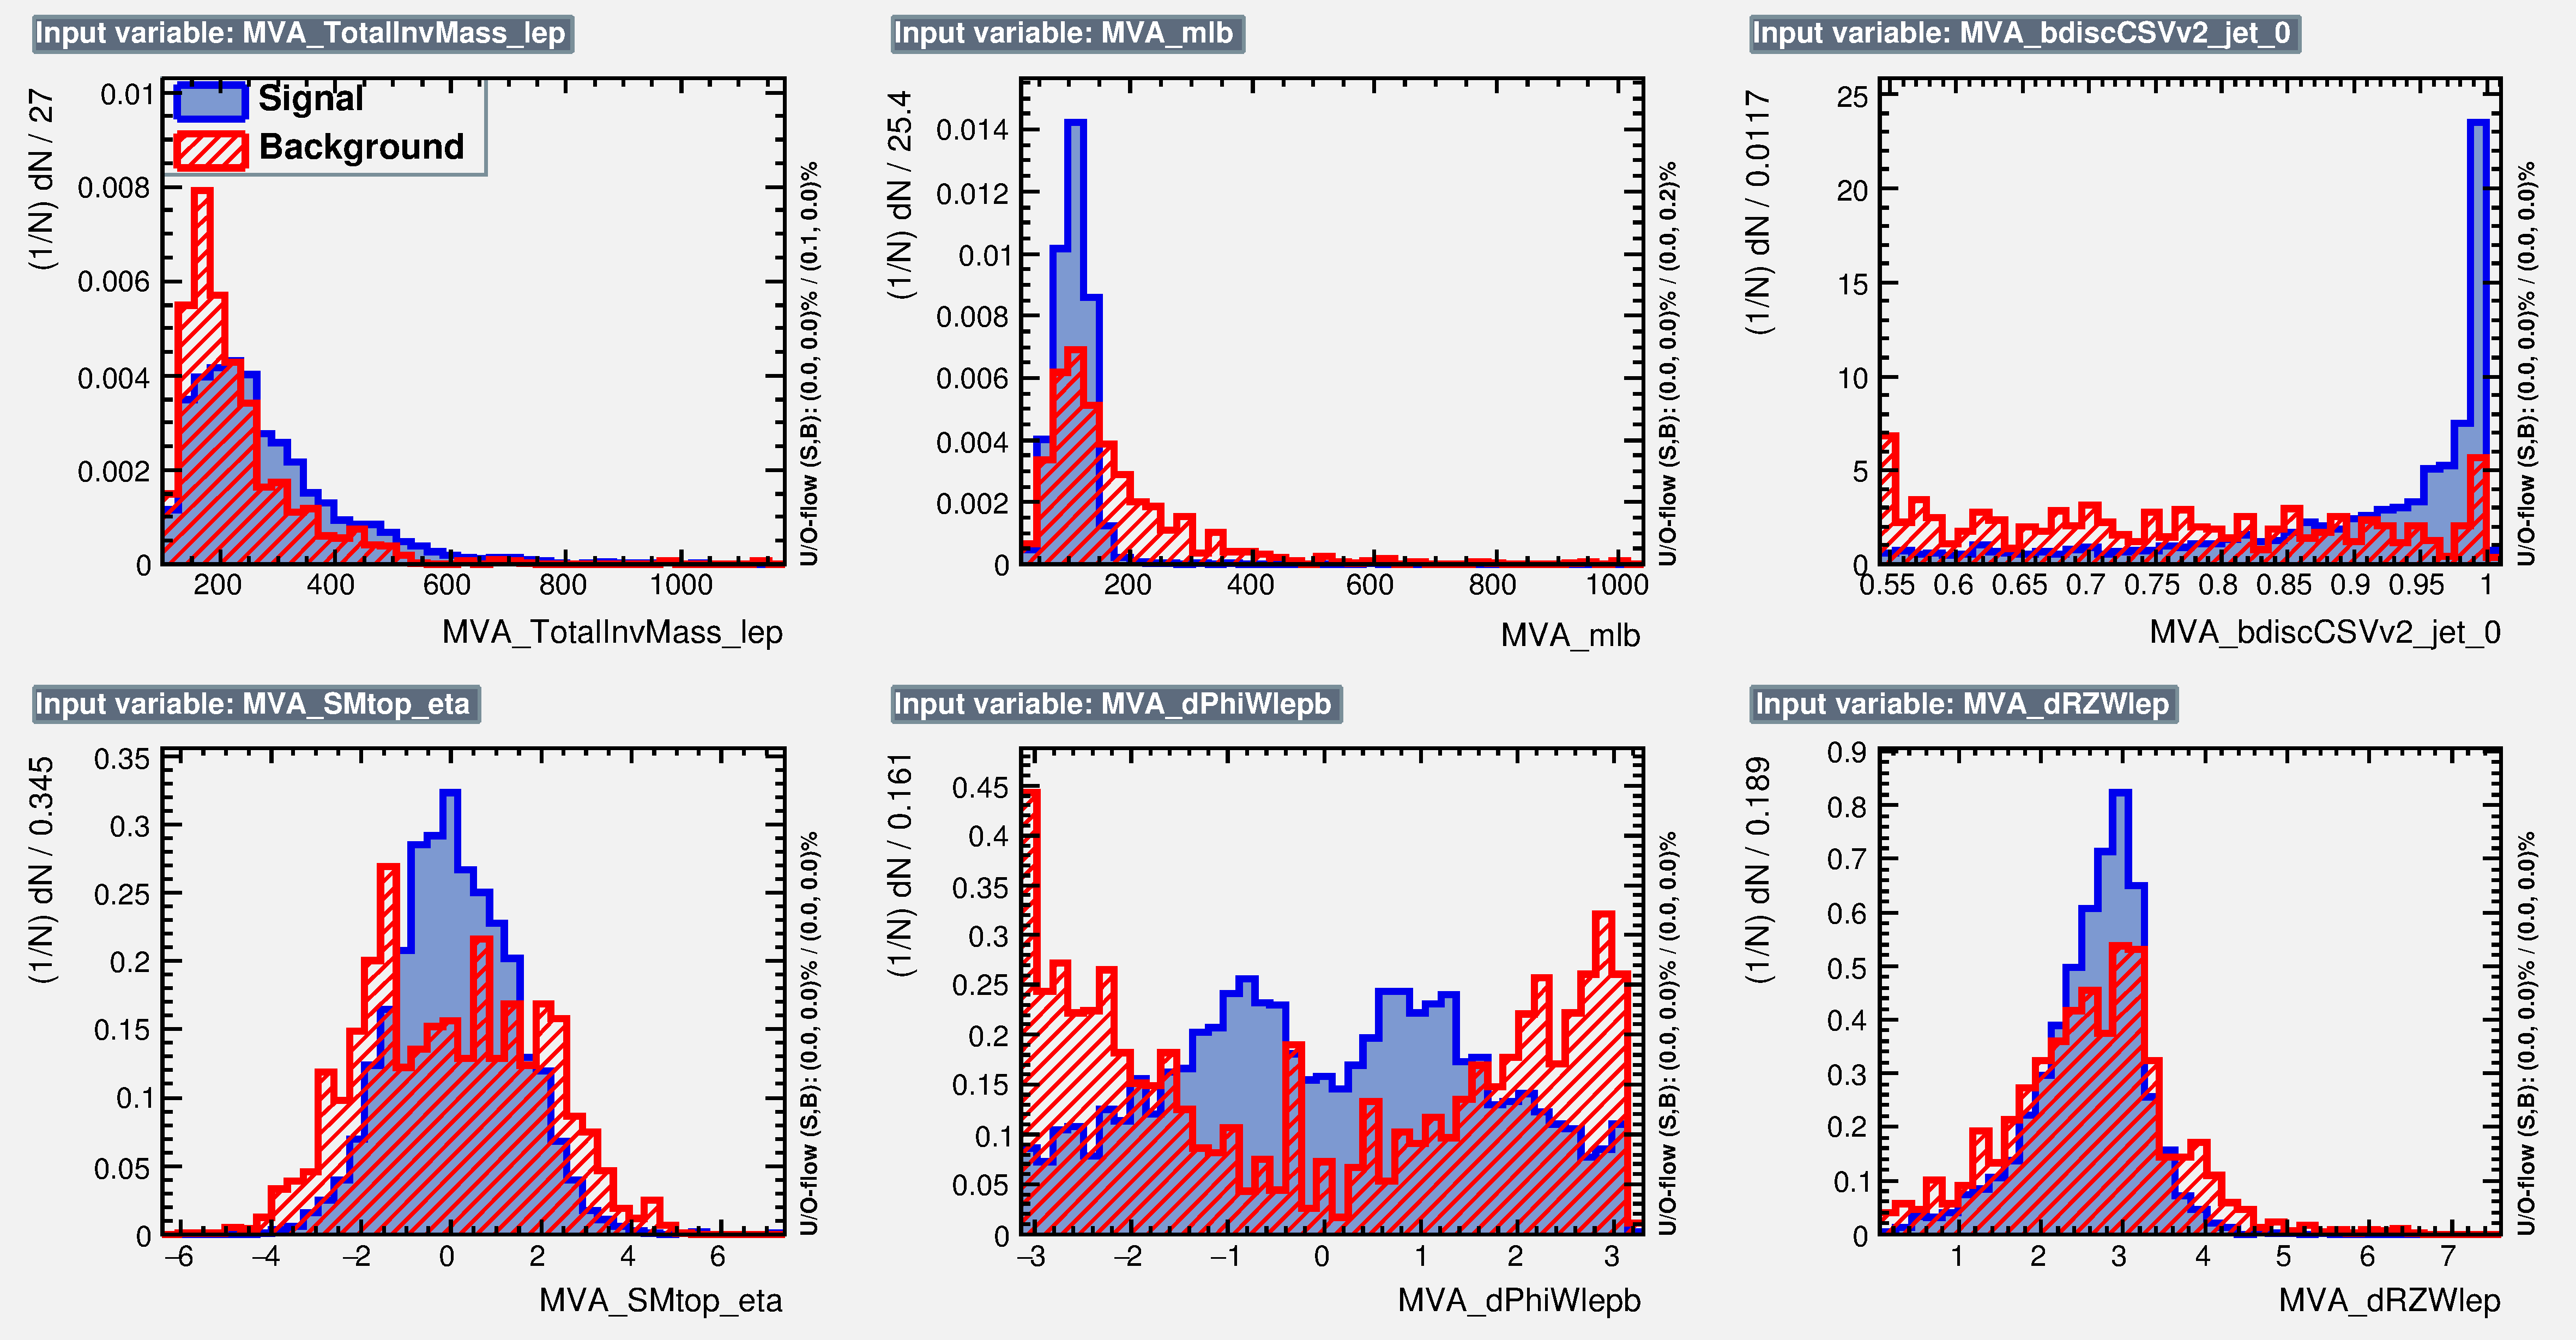 Input variable: MVA_TotalInvMass_lep
(1/N) dN / 27
0.01
0.008
0.006
0.004
0.002
0
Signal
Background
200 400 600 800 1000
MVA_TotalInvMass_lep
U/O-flow (S,B): (0.0, 0.0)% / (0.1, 0.0)%
Input variable: MVA_mlb
(1/N) dN / 25.4
0.014
0.012
0.01
0.008
0.006
0.004
0.002
0
200 400 600 800 1000
MVA_mlb
U/O-flow (S,B): (0.0, 0.0)% / (0.0, 0.2)%
Input variable: MVA_bdiscCSVv2_jet_0
(1/N) dN / 0.0117
25
20
15
10
5
0
0.55 0.6 0.65 0.7 0.75 0.8 0.85 0.9 0.95 1
MVA_bdiscCSVv2_jet_0
U/O-flow (S,B): (0.0, 0.0)% / (0.0, 0.0)%
Input variable: MVA_SMtop_eta
(1/N) dN / 0.345
0.35
0.3
0.25
0.2
0.15
0.1
0.05
0
−6 −4 −2 0 2 4 6
MVA_SMtop_eta
U/O-flow (S,B): (0.0, 0.0)% / (0.0, 0.0)%
Input variable: MVA_dPhiWlepb
(1/N) dN / 0.161
0.45
0.4
0.35
0.3
0.25
0.2
0.15
0.1
0.05
0
−3 −2 −1 0 1 2 3
MVA_dPhiWlepb
U/O-flow (S,B): (0.0, 0.0)% / (0.0, 0.0)%
Input variable: MVA_dRZWlep
(1/N) dN / 0.189
0.9
0.8
0.7
0.6
0.5
0.4
0.3
0.2
0.1
0
1 2 3 4 5 6 7
MVA_dRZWlep
U/O-flow (S,B): (0.0, 0.0)% / (0.0, 0.0)%